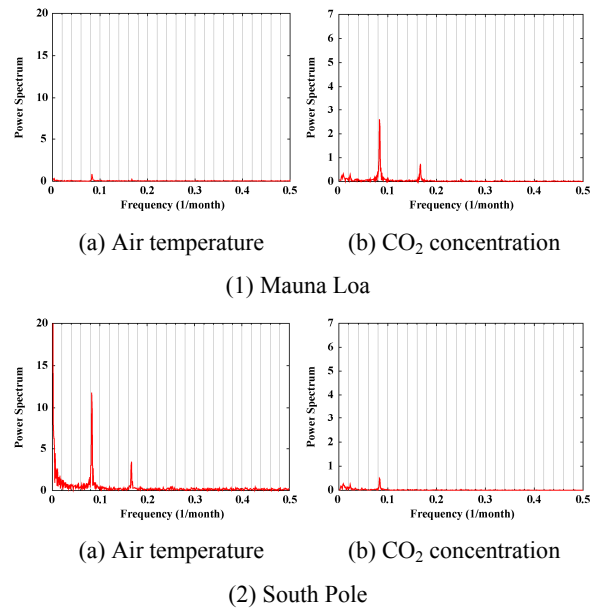 20
15
10
5
0
0 0.1 0.2 0.3 0.4 0.5
Power Spectrum
Frequency (1/month)
7
6
5
4
3
2
1
0
0 0.1 0.2 0.3 0.4 0.5
Power Spectrum
Frequency (1/month)
(a) Air temperature
(b) CO₂ concentration
(1) Mauna Loa
20
15
10
5
0
0 0.1 0.2 0.3 0.4 0.5
Power Spectrum
Frequency (1/month)
7
6
5
4
3
2
1
0
0 0.1 0.2 0.3 0.4 0.5
Power Spectrum
Frequency (1/month)
(a) Air temperature
(b) CO₂ concentration
(2) South Pole